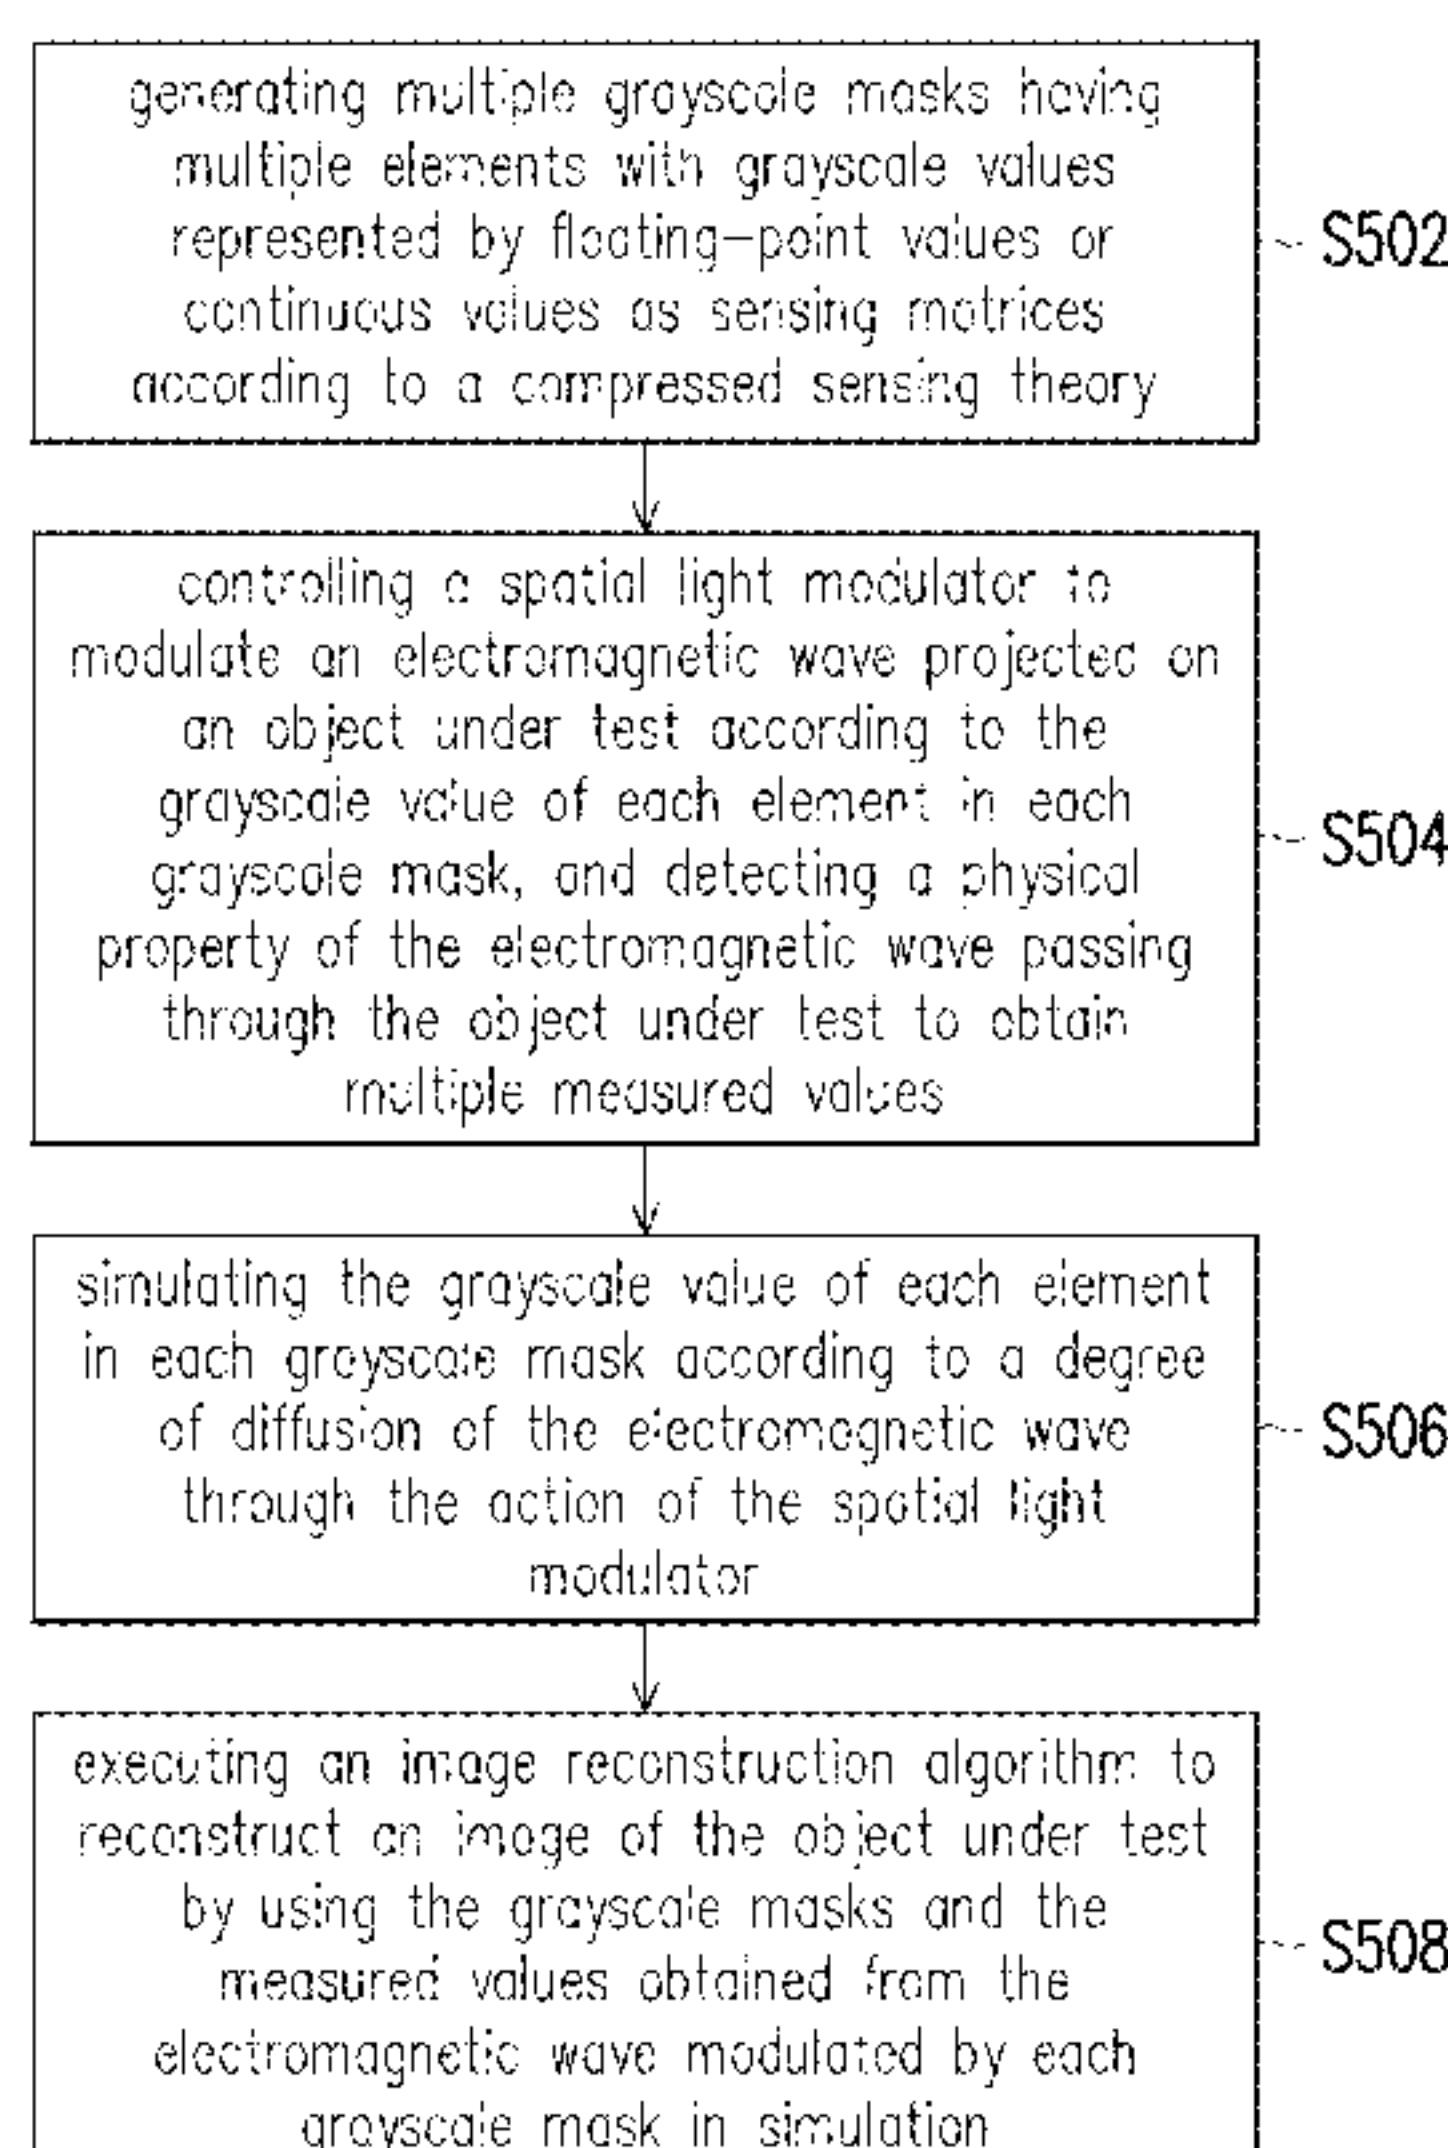 generating multiple grayscale masks having
multiple elements with grayscale values
represented by floating-point values or
continuous values as sensing matrices
according to a compressed sensing theory
S502
controlling a spatial light modulator to
modulate an electromagnetic wave projected on
an object under test according to the
grayscale value of each element in each
grayscale mask, and detecting a physical
property of the electromagnetic wave passing
through the object under test to obtain
multiple measured values
S504
simulating the grayscale value of each element
in each grayscale mask according to a degree
of diffusion of the electromagnetic wave
through the action of the spatial light
modulator
S506
executing an image reconstruction algorithm to
reconstruct an image of the object under test
by using the grayscale masks and the
measured values obtained from the
electromagnetic wave modulated by each
grayscale mask in simulation
S508